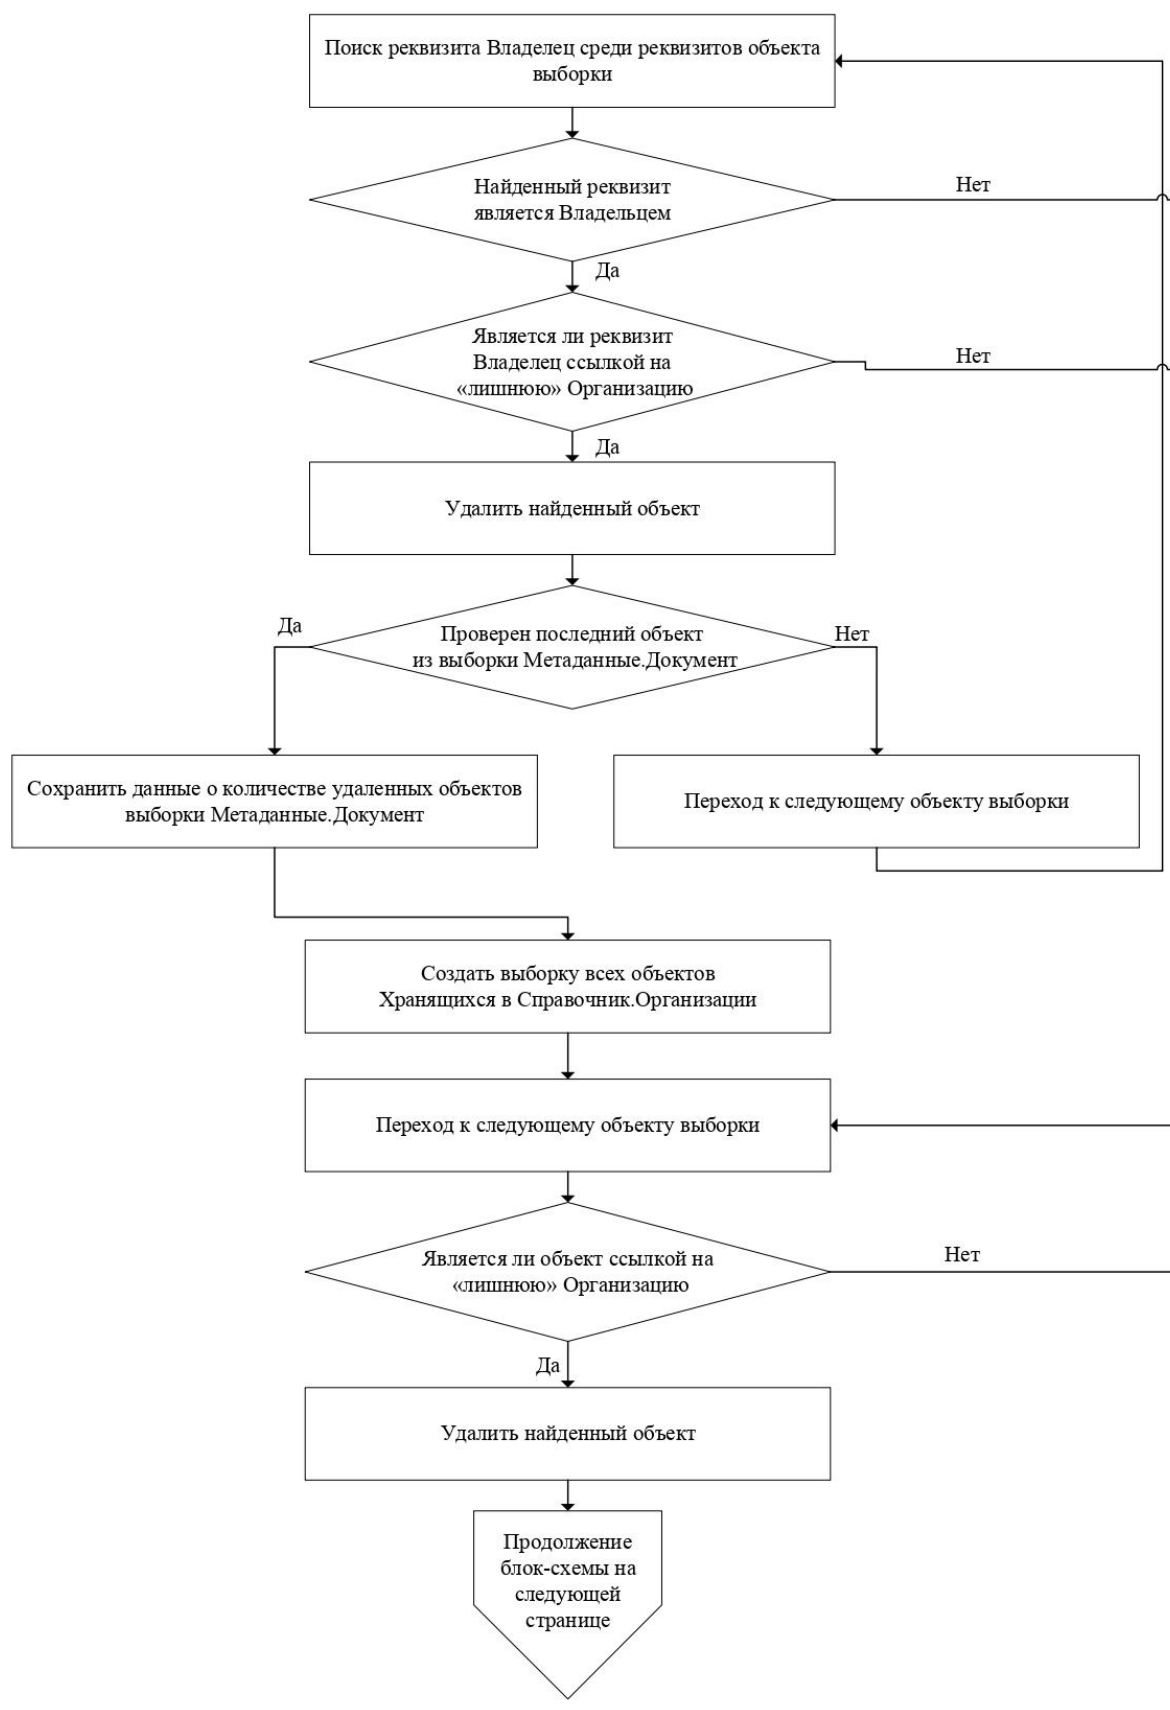 Поиск реквизита Владелец среди реквизитов объекта
выборки
Найденный реквизит
является Владельцем
Нет
Да
Является ли реквизит
Владелец ссылкой на
«лишнюю» Организацию
Нет
Да
Удалить найденный объект
Да
Проверен последний объект
из выборки Метаданные.Документ
Нет
Сохранить данные о количестве удаленных объектов
выборки Метаданные.Документ
Переход к следующему объекту выборки
Создать выборку всех объектов
Хранящихся в Справочник.Организации
Переход к следующему объекту выборки
Является ли объект ссылкой на
«лишнюю» Организацию
Нет
Да
Удалить найденный объект
Продолжение
блок-схемы на
следующей
странице